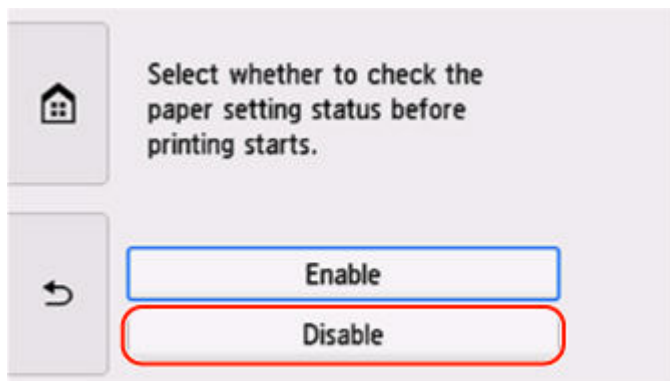 Select whether to check the
paper setting status before
printing starts.
Enable
Disable